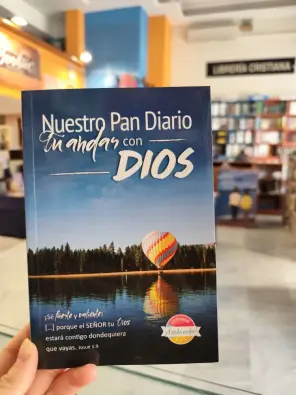 LIBRERÍA CRISTIANA
Nuestro Pan Diario
Tu andar con
DIOS
¡Sé fuerte y valiente!
[...] porque el SEÑOR tu Dios
estará contigo dondequiera
que vayas. Josué 1:9